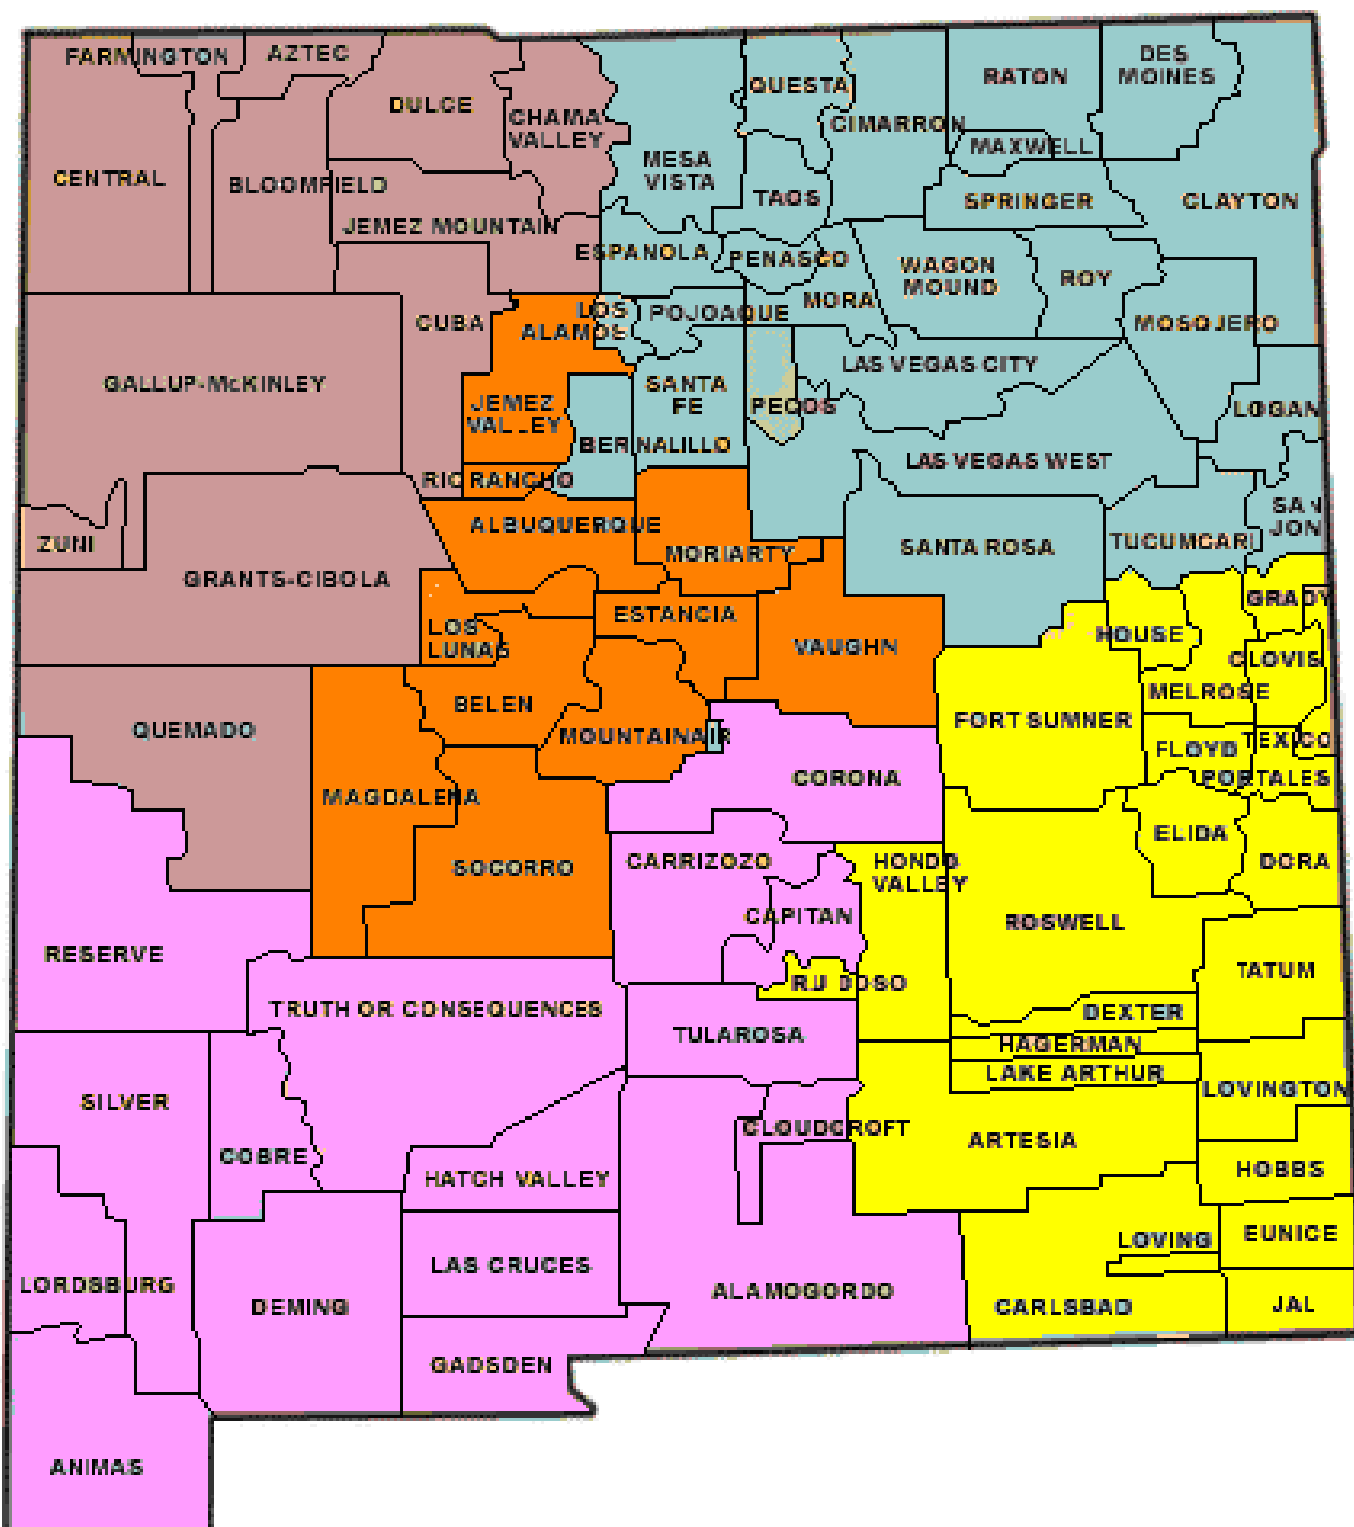 FARMINGTON
AZTEC
DULCE
CHAMA
VALLEY
MESA
VISTA
QUESTA
CIMARRON
RATON
DES
MOINES
MAXWELL
CENTRAL
BLOOMFIELD
JEMEZ MOUNTAIN
TAOS
SPRINGER
CLAYTON
ESPANOLA
PENASCO
WAGON
MOUND
ROY
MORA
CUBA
LOS
ALAMOS
POJOAQUE
MOSQUERO
GALLUP-McKINLEY
JEMEZ
VALLEY
SANTA
FE
PECOS
LAS VEGAS CITY
LOGAN
BERNALILLO
LAS VEGAS WEST
RIO RANCHO
ZUNI
GRANTS-CIBOLA
ALBUQUERQUE
MORIARTY
SANTA ROSA
TUCUMCARI
SAN
JON
LOS
LUNAS
ESTANCIA
VAUGHN
HOUSE
GRADY
CLOVIS
QUEMADO
BELEN
MOUNTAINAIR
FORT SUMNER
MELROSE
FLOYD
TEXICO
PORTALES
MAGDALENA
CORONA
SOCORRO
CARRIZOZO
HONDO
VALLEY
ELIDA
DORA
CAPITAN
ROSWELL
RESERVE
RUIDOSO
TATUM
TRUTH OR CONSEQUENCES
TULAROSA
DEXTER
HAGERMAN
LAKE ARTHUR
LOVINGTON
SILVER
COBRE
CLOUDCROFT
ARTESIA
HATCH VALLEY
HOBBS
LORDSBURG
DEMING
LAS CRUCES
ALAMOGORDO
LOVING
EUNICE
CARLSBAD
JAL
GADSDEN
ANIMAS